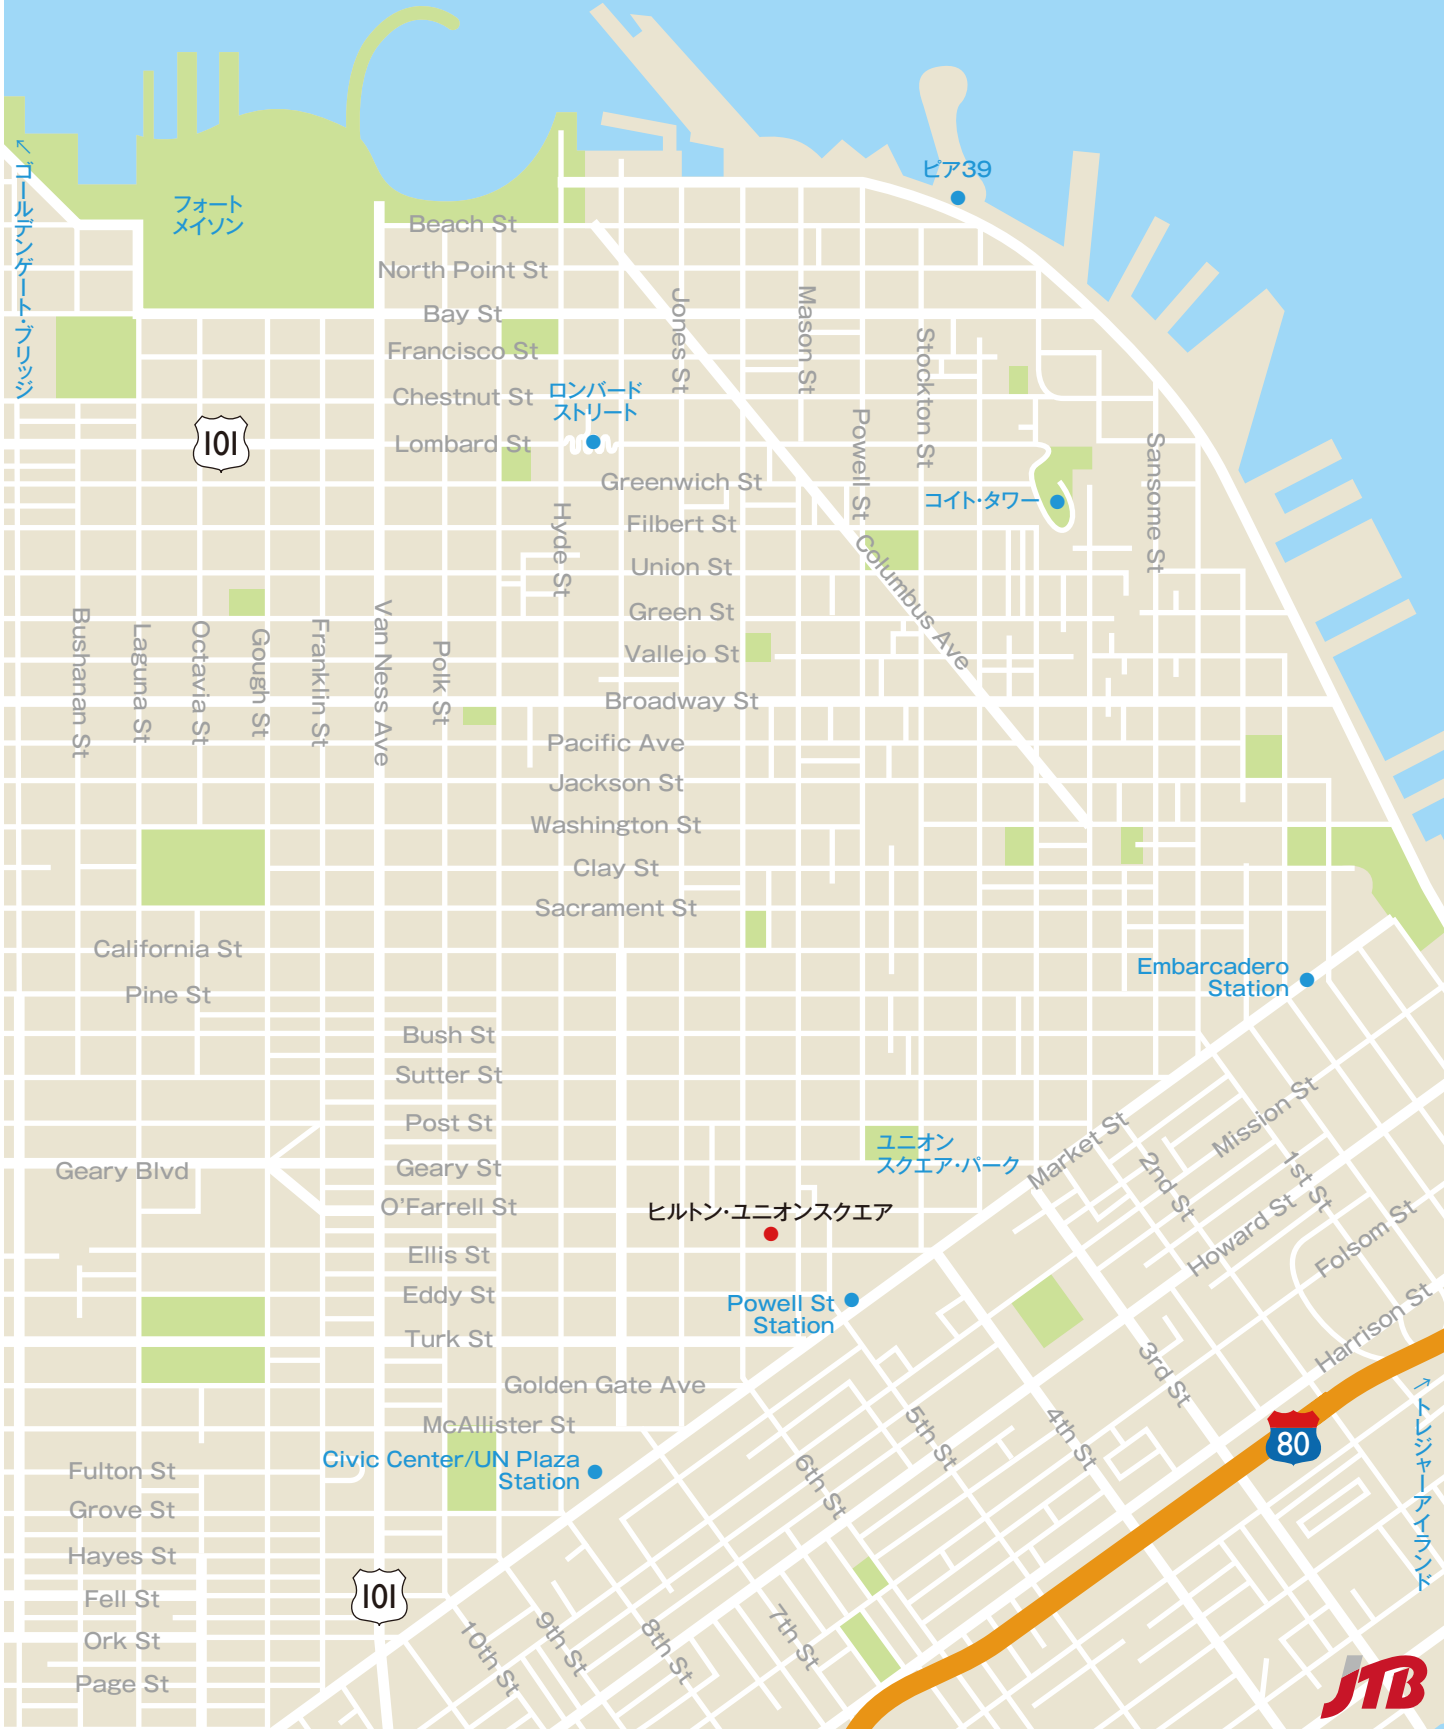 ピア39
↖ゴールデンゲート・ブリッジ
フォート
メイソン
Beach St
North Point St
Bay St
Francisco St
Chestnut St
Lombard St
ロンバード
ストリート
Jones St
Mason St
Stockton St
Powell St
Sansome St
101
Greenwich St
コイト・タワー
Filbert St
Hyde St
Union St
Columbus Ave
Green St
Vallejo St
Broadway St
Bushanan St
Laguna St
Octavia St
Gough St
Franklin St
Van Ness Ave
Polk St
Pacific Ave
Jackson St
Washington St
Clay St
Sacrament St
California St
Pine St
Embarcadero
Station
Bush St
Sutter St
Post St
Geary Blvd
Geary St
O'Farrell St
ユニオン
スクエア・パーク
Market St
Mission St
2nd St
1st St
Howard St
Folsom St
Harrison St
ヒルトン・ユニオンスクエア
Ellis St
Eddy St
Powell St
Station
Turk St
3rd St
Golden Gate Ave
McAllister St
Civic Center/UN Plaza
Station
4th St
5th St
6th St
80
↗トレジャーアイランド
Fulton St
Grove St
Hayes St
Fell St
Ork St
Page St
101
10th St
9th St
8th St
7th St
JTB